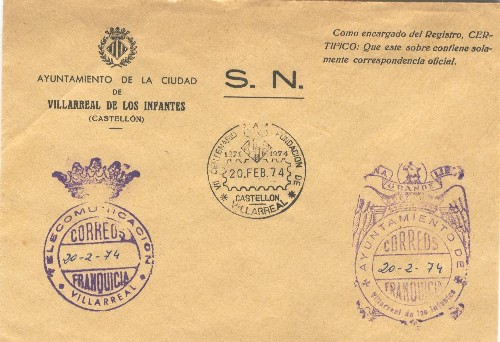 AYUNTAMIENTO DE LA CIUDAD
DE
VILLARREAL DE LOS INFANTES
(CASTELLÓN)
S. N.
Como encargado del Registro, CER-
TIFICO: Que este sobre contiene sola-
mente correspondencia oficial.
VII CENTENARIO FUNDACION DE
1274 1974
20.FEB.74
CASTELLON
VILLARREAL
TELECOMUNICACION
CORREOS
20-2-74
FRANQUICIA
VILLARREAL
AYUNTAMIENTO DE
CORREOS
20-2-74
FRANQUICIA
Villarreal de los Infantes